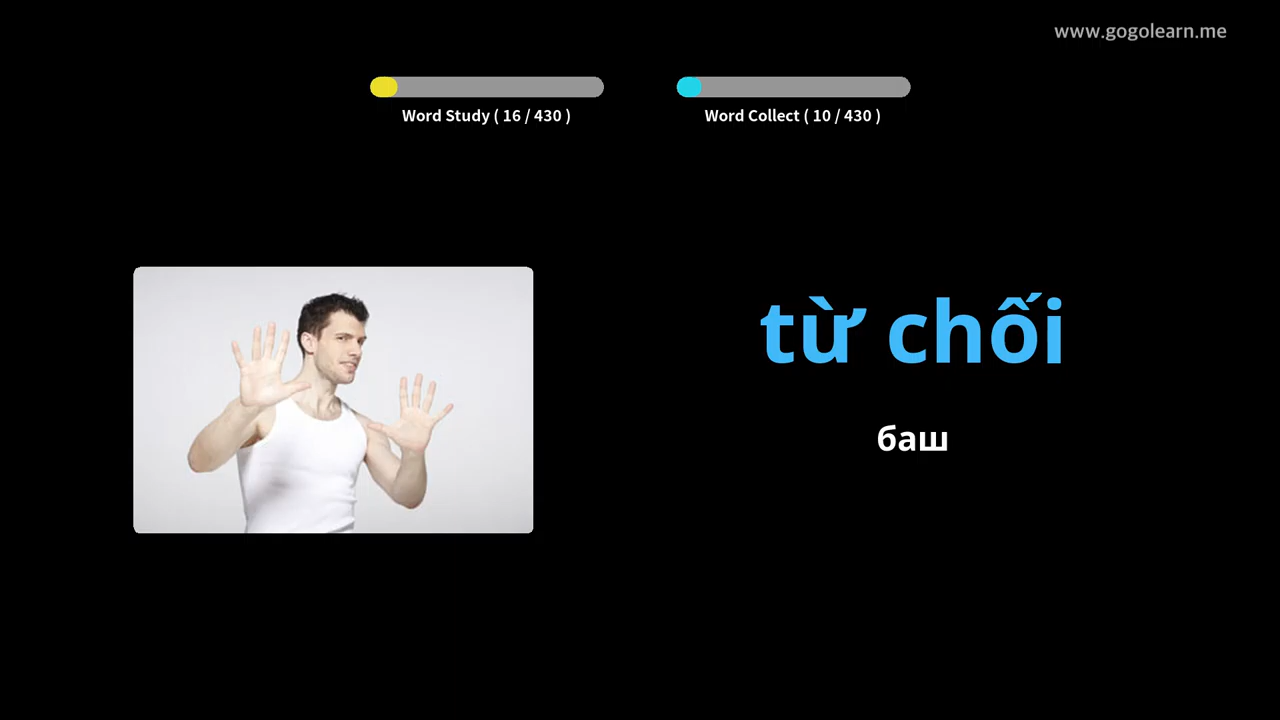 www.gogolearn.me
Word Study ( 16 / 430 )
Word Collect ( 10 / 430 )
từ chối
баш